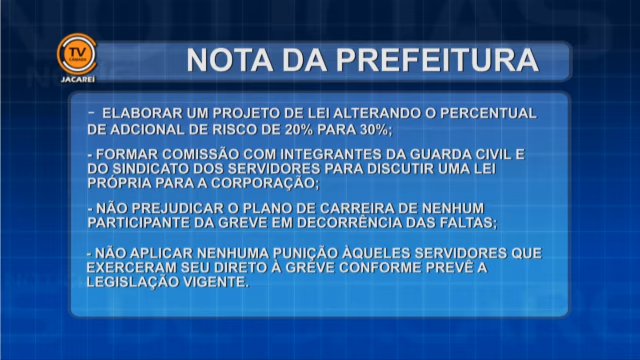 TV
CÂMARA
JACAREÍ
NOTA DA PREFEITURA
- ELABORAR UM PROJETO DE LEI ALTERANDO O PERCENTUAL
DE ADCIONAL DE RISCO DE 20% PARA 30%;
- FORMAR COMISSÃO COM INTEGRANTES DA GUARDA CIVIL E
DO SINDICATO DOS SERVIDORES PARA DISCUTIR UMA LEI
PRÓPRIA PARA A CORPORAÇÃO;
- NÃO PREJUDICAR O PLANO DE CARREIRA DE NENHUM
PARTICIPANTE DA GREVE EM DECORRÊNCIA DAS FALTAS;
- NÃO APLICAR NENHUMA PUNIÇÃO ÀQUELES SERVIDORES QUE
EXERCERAM SEU DIRETO À GREVE CONFORME PREVÊ A
LEGISLAÇÃO VIGENTE.